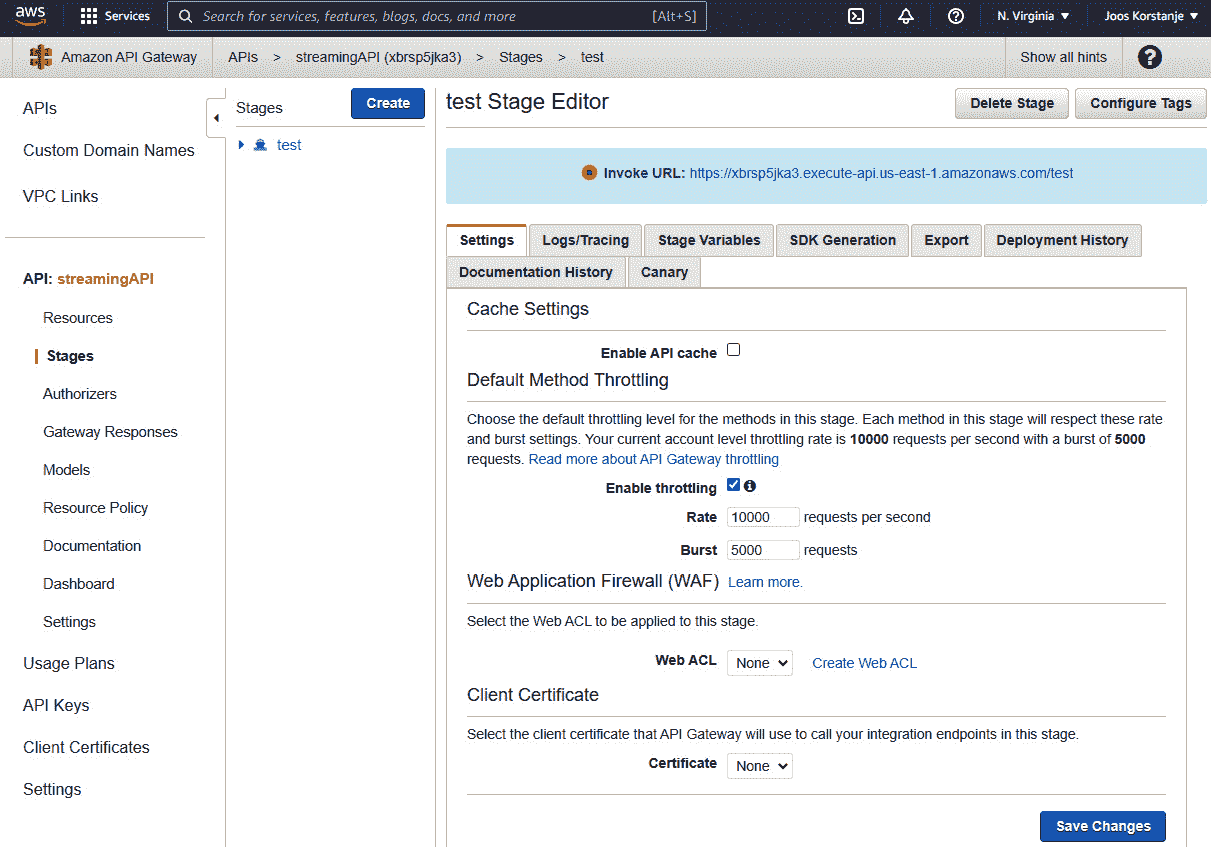 aws
Services
Search for services, features, blogs, docs, and more [Alt+S]
N. Virginia
Joos Korstanje
Amazon API Gateway
APIs > streamingAPI (xbrsp5jka3) > Stages > test
Show all hints
?
APIs
Custom Domain Names
VPC Links
API: streamingAPI
Resources
Stages
Authorizers
Gateway Responses
Models
Resource Policy
Documentation
Dashboard
Settings
Usage Plans
API Keys
Client Certificates
Settings
Stages
Create
test
test Stage Editor
Delete Stage
Configure Tags
Invoke URL: https://xbrsp5jka3.execute-api.us-east-1.amazonaws.com/test
Settings
Logs/Tracing
Stage Variables
SDK Generation
Export
Deployment History
Documentation History
Canary
Cache Settings
Enable API cache
Default Method Throttling
Choose the default throttling level for the methods in this stage. Each method in this stage will respect these rate
and burst settings. Your current account level throttling rate is 10000 requests per second with a burst of 5000
requests. Read more about API Gateway throttling
Enable throttling
Rate 10000 requests per second
Burst 5000 requests
Web Application Firewall (WAF) Learn more.
Select the Web ACL to be applied to this stage.
Web ACL None Create Web ACL
Client Certificate
Select the client certificate that API Gateway will use to call your integration endpoints in this stage.
Certificate None
Save Changes